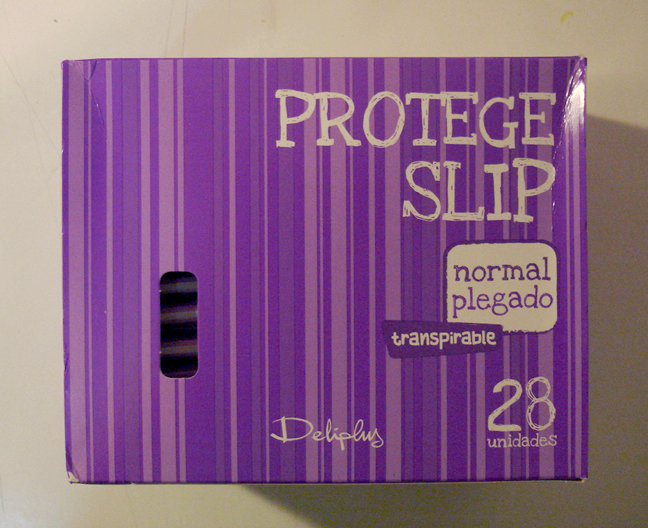 PROTEGE
SLIP
normal
plegado
transpirable
28
unidades
Deliplus